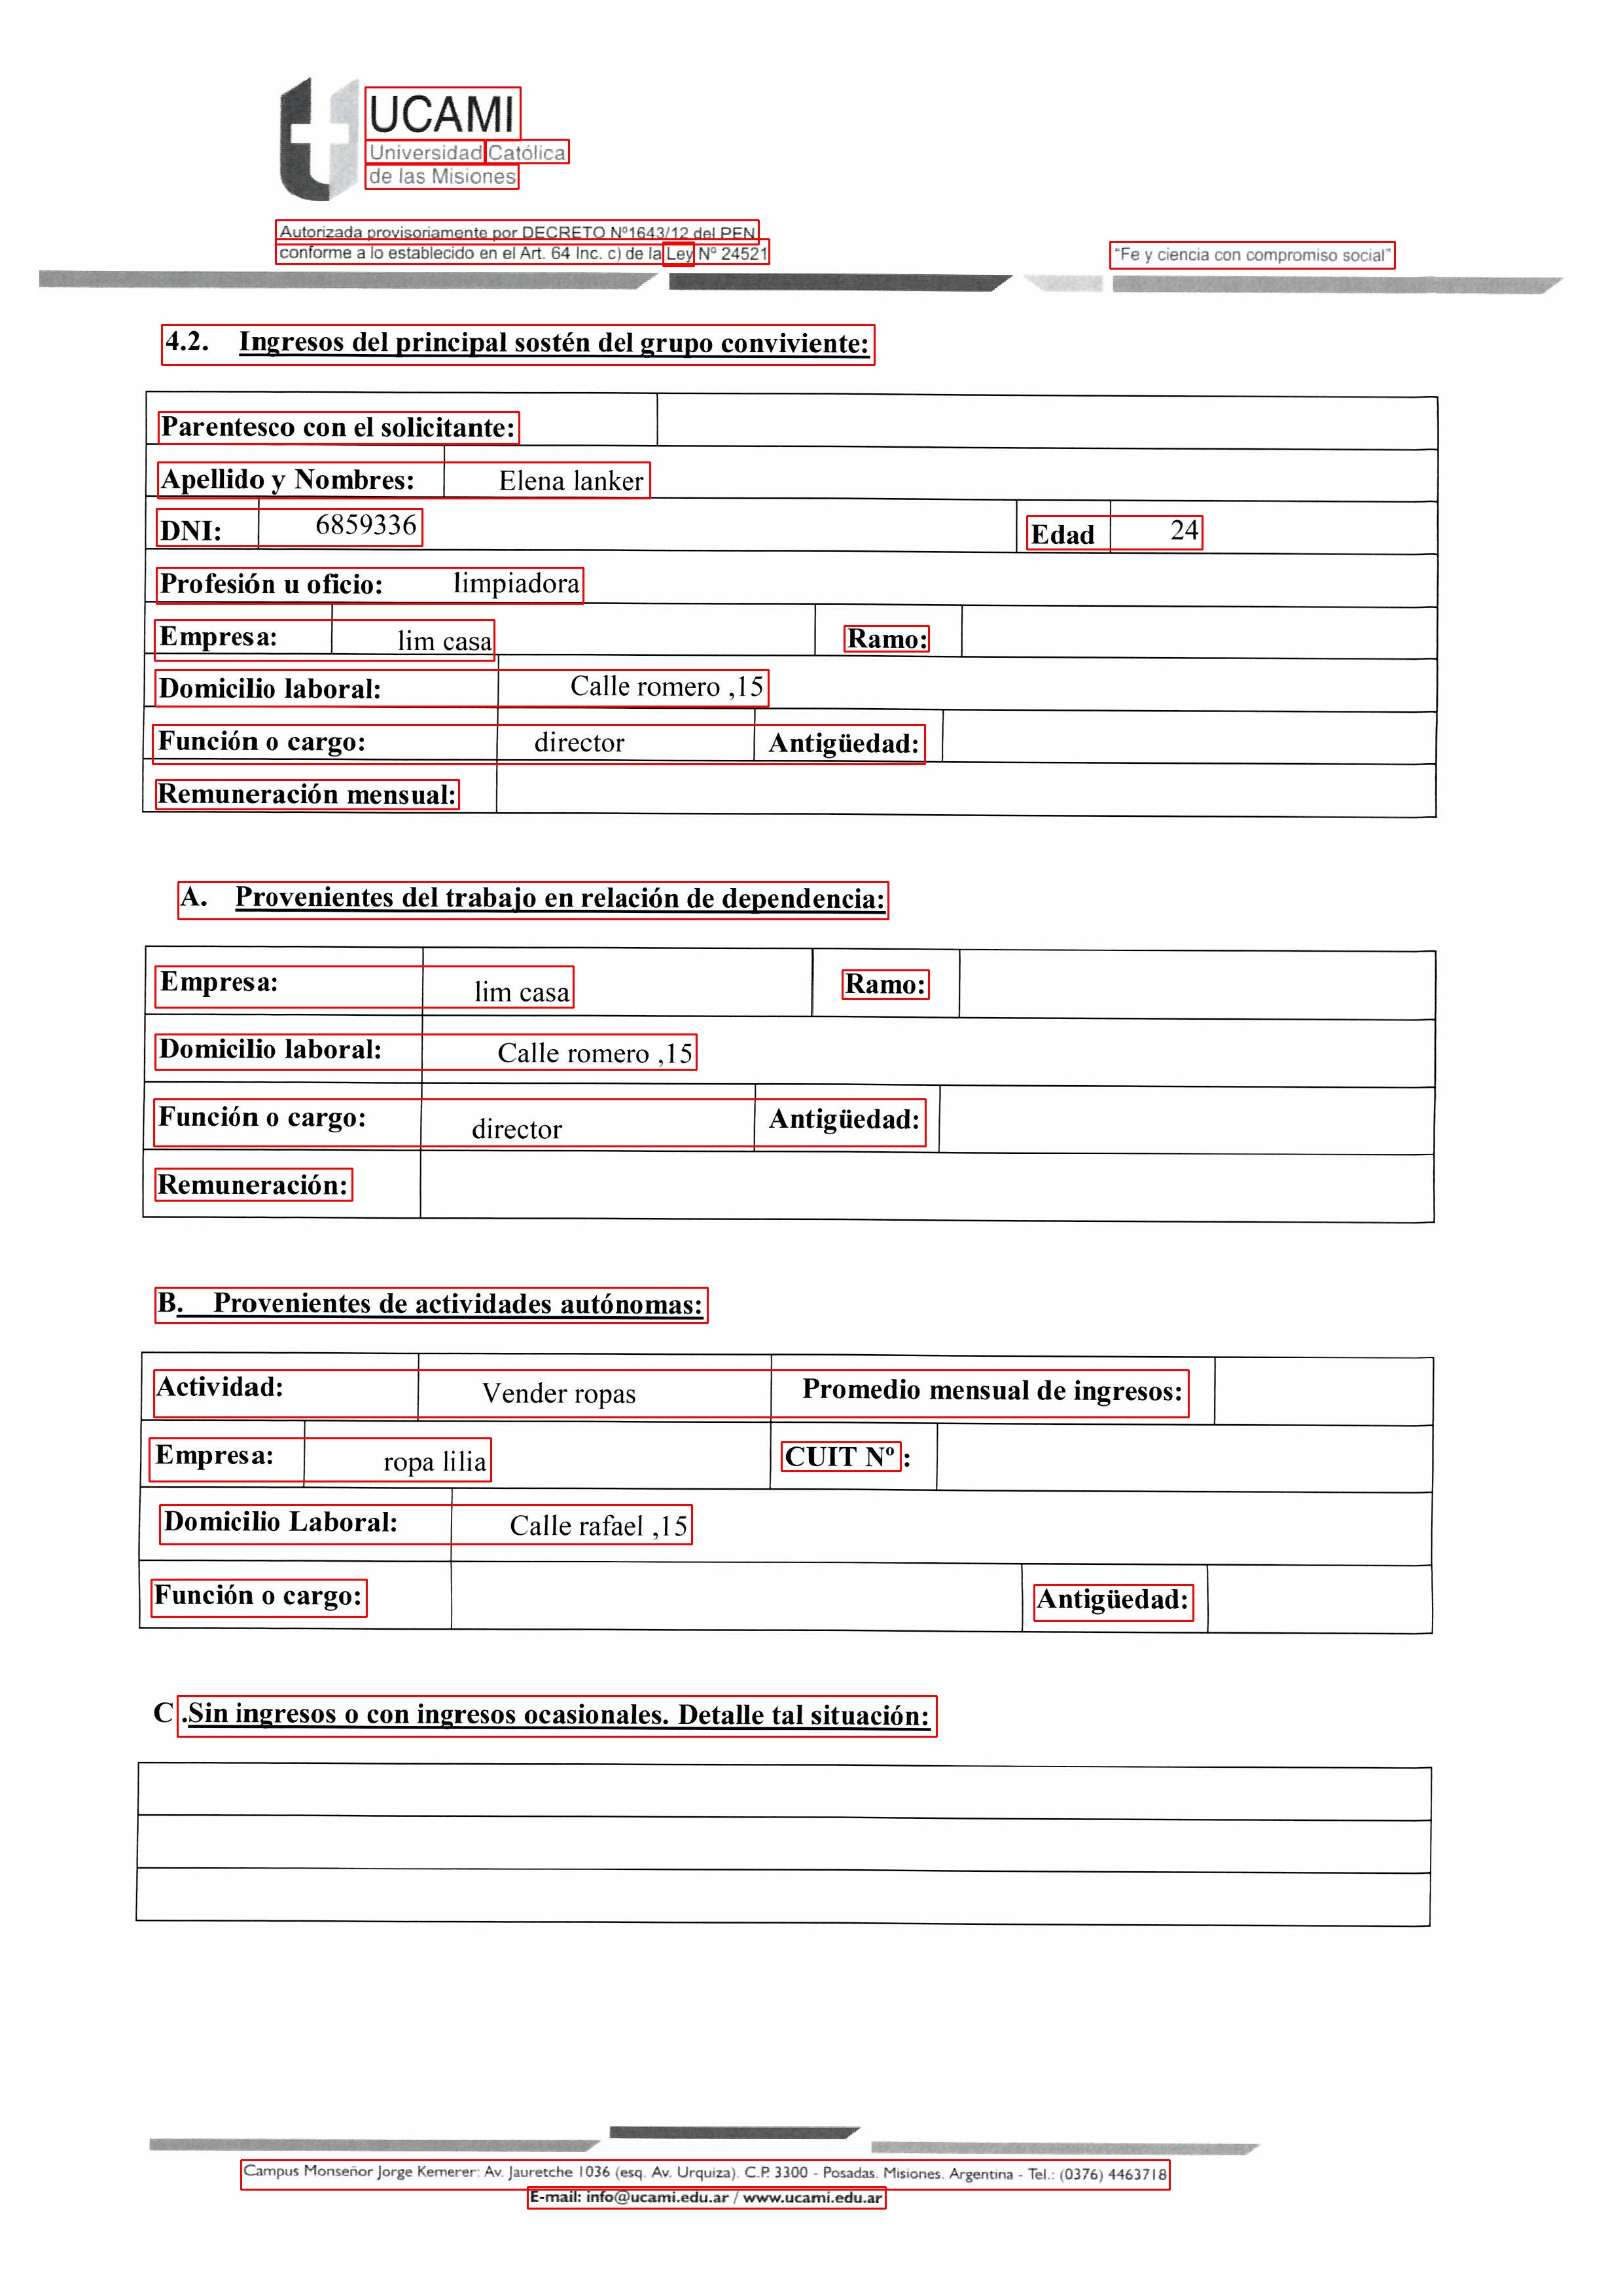 UCAMI
Universidad Católica
de las Misiones
Autorizada provisoriamente por DECRETO Nº1643/12 del PEN
conforme a lo establecido en el Art. 64 Inc. c) de la Ley Nº 24521
"Fe y ciencia con compromiso social"
4.2. Ingresos del principal sostén del grupo conviviente:
Parentesco con el solicitante:
Apellido y Nombres: Elena lanker
DNI: 6859336 Edad 24
Profesión u oficio: limpiadora
Empresa: lim casa Ramo:
Domicilio laboral: Calle romero ,15
Función o cargo: director Antigüedad:
Remuneración mensual:
A. Provenientes del trabajo en relación de dependencia:
Empresa: lim casa Ramo:
Domicilio laboral: Calle romero ,15
Función o cargo: director Antigüedad:
Remuneración:
B. Provenientes de actividades autónomas:
Actividad: Vender ropas Promedio mensual de ingresos:
Empresa: ropa lilia CUIT Nº :
Domicilio Laboral: Calle rafael ,15
Función o cargo: Antigüedad:
C .Sin ingresos o con ingresos ocasionales. Detalle tal situación:
Campus Monseñor Jorge Kemerer: Av. Jauretche 1036 (esq. Av. Urquiza). C.P. 3300 - Posadas. Misiones. Argentina - Tel.: (0376) 4463718
E-mail: info@ucami.edu.ar / www.ucami.edu.ar